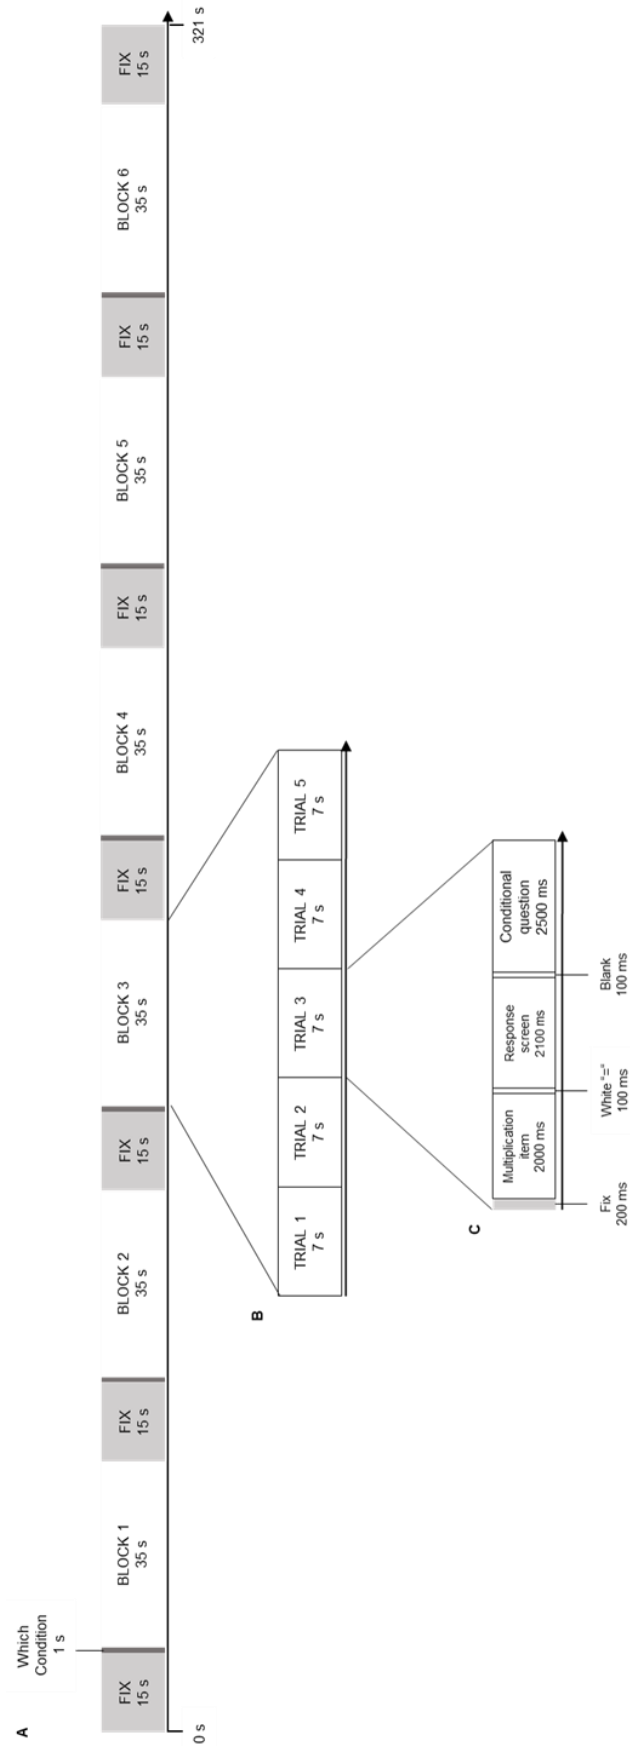 A
Which
Condition
1 s
FIX
15 s
BLOCK 1
35 s
FIX
15 s
BLOCK 2
35 s
FIX
15 s
BLOCK 3
35 s
FIX
15 s
BLOCK 4
35 s
FIX
15 s
BLOCK 5
35 s
FIX
15 s
BLOCK 6
35 s
FIX
15 s
0 s
321 s
B
TRIAL 1
7 s
TRIAL 2
7 s
TRIAL 3
7 s
TRIAL 4
7 s
TRIAL 5
7 s
C
Multiplication
item
2000 ms
Response
screen
2100 ms
Conditional
question
2500 ms
Fix
200 ms
White "="
100 ms
Blank
100 ms